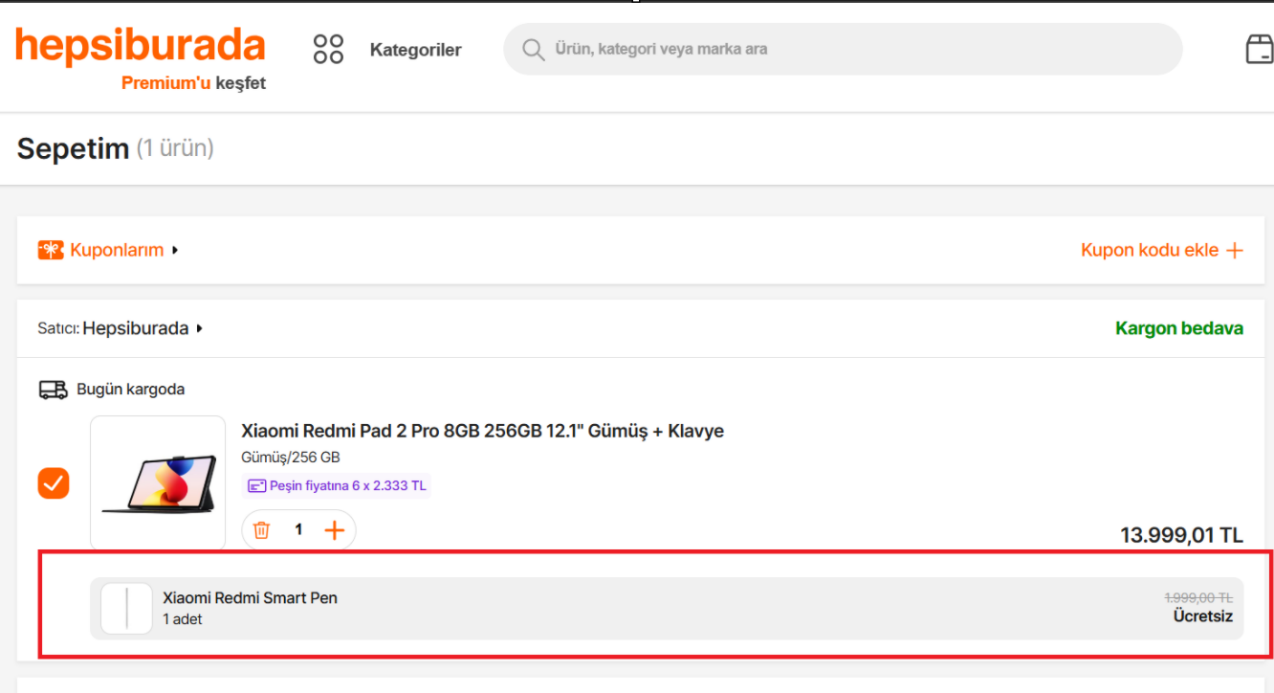 hepsiburada
Premium'u keşfet
Kategoriler
Ürün, kategori veya marka ara
Sepetim (1 ürün)
Kuponlarım
Kupon kodu ekle +
Satıcı: Hepsiburada
Kargon bedava
Bugün kargoda
Xiaomi Redmi Pad 2 Pro 8GB 256GB 12.1" Gümüş + Klavye
Gümüş/256 GB
Peşin fiyatına 6 x 2.333 TL
1 +
13.999,01 TL
Xiaomi Redmi Smart Pen
1 adet
1.999,00 TL
Ücretsiz